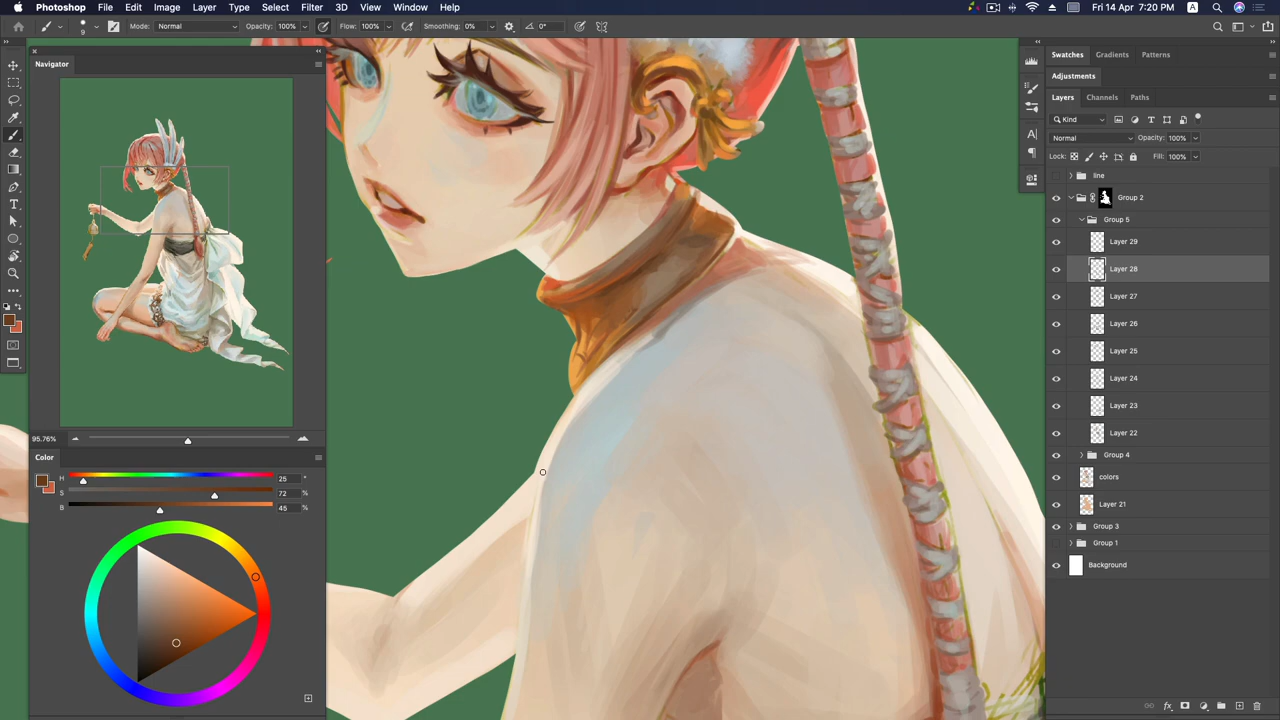 Photoshop File Edit Image Layer Type Select Filter 3D View Window Help A Fri 14 Apr 7:20 PM
9 Mode: Normal Opacity: 100% Flow: 100% Smoothing: 0% 0°
Navigator
95.76%
Color
H 25 °
S 72 %
B 45 %
Swatches Gradients Patterns
Adjustments
Layers Channels Paths
Kind
Normal Opacity: 100%
Lock: Fill: 100%
line
Group 2
Group 5
Layer 29
Layer 28
Layer 27
Layer 26
Layer 25
Layer 24
Layer 23
Layer 22
Group 4
colors
Layer 21
Group 3
Group 1
Background